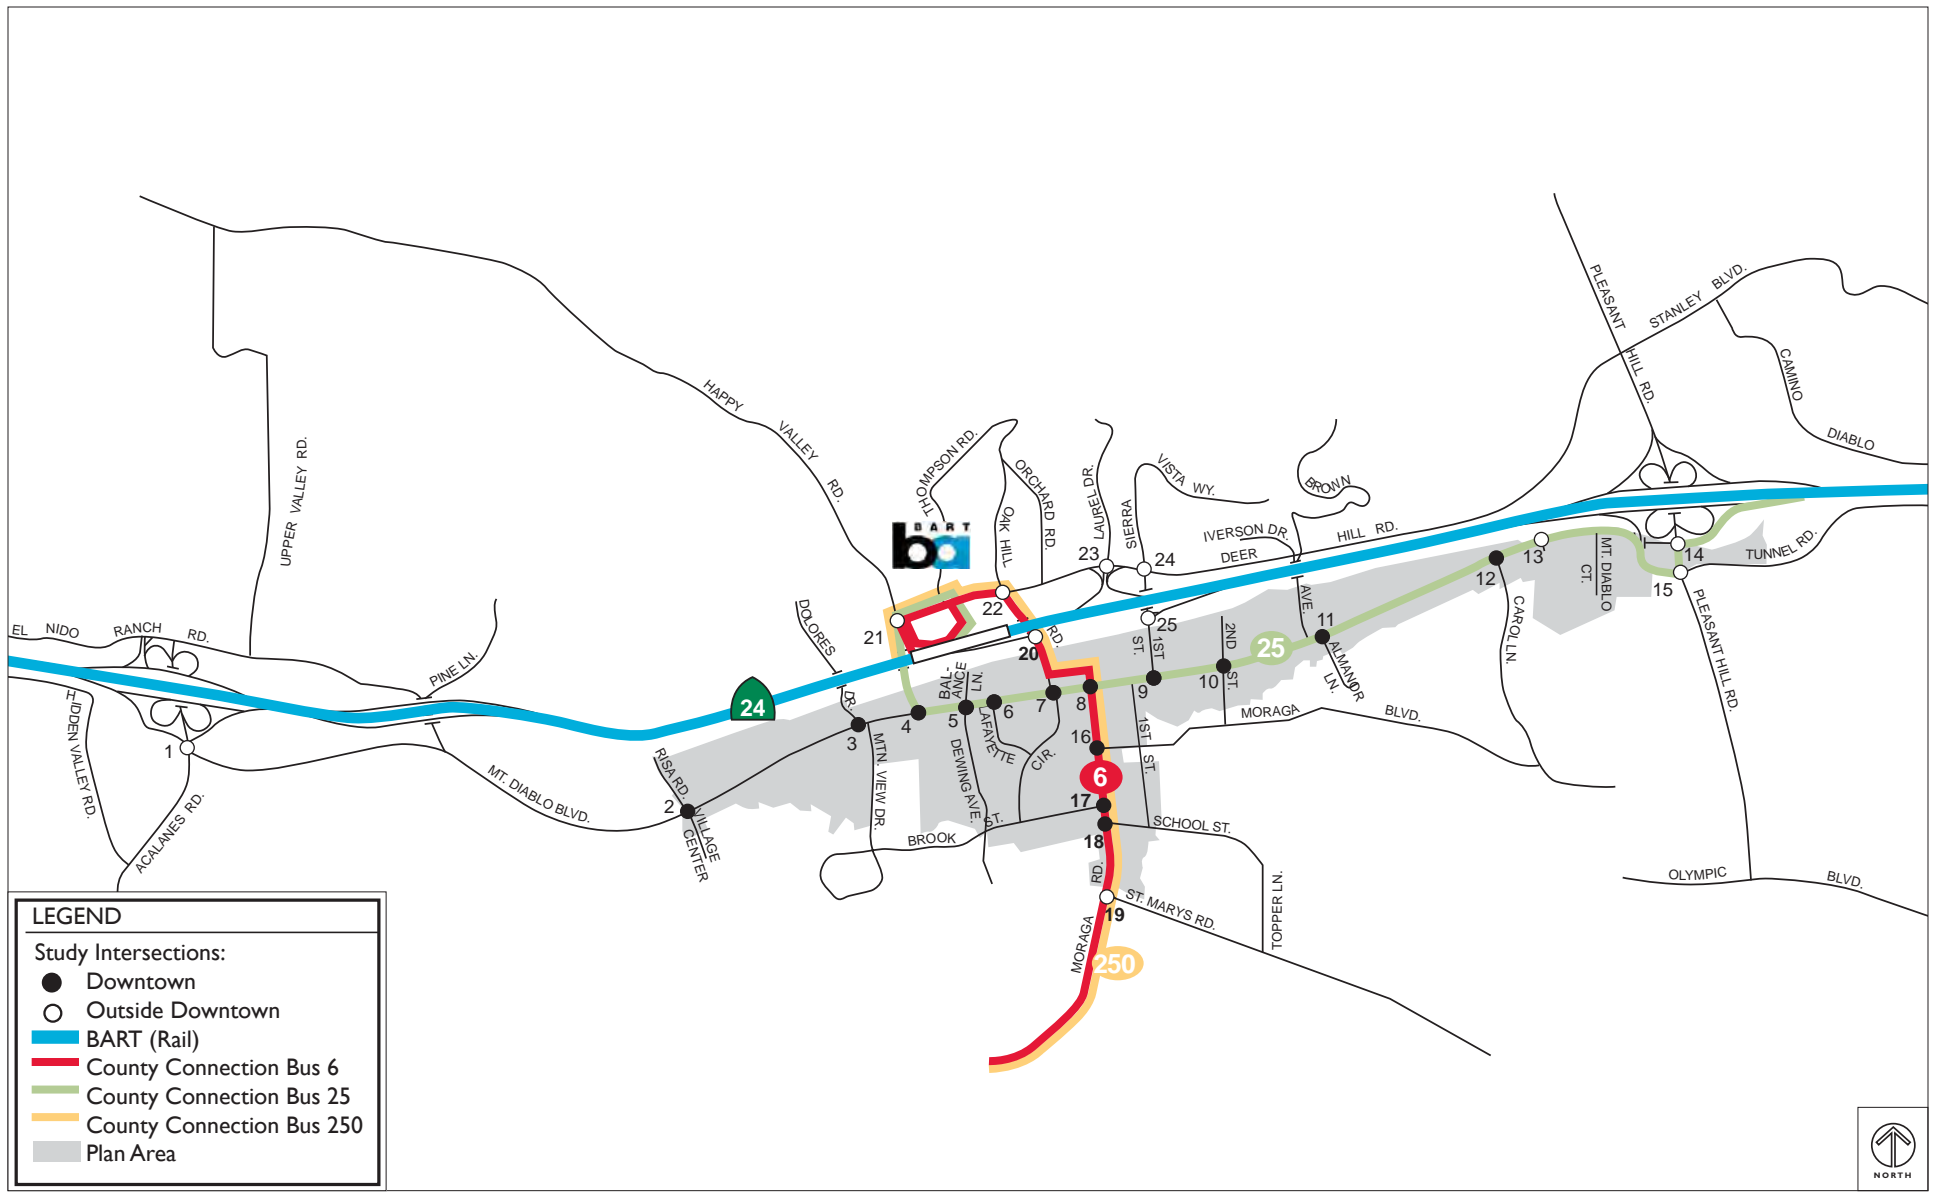 PLEASANT
HILL RD.
STANLEY BLVD.
CAMINO
DIABLO
HAPPY
VALLEY
RD.
UPPER VALLEY RD.
THOMPSON RD.
ORCHARD RD.
OAK HILL
RD.
LAUREL DR.
SIERRA
VISTA WY.
BROWN
AVE.
IVERSON DR.
DEER
HILL RD.
BART
ba
23
24
22
21
25
20
13
14
12
15
MT. DIABLO
CT.
TUNNEL RD.
PLEASANT HILL RD.
CAROL LN.
EL NIDO
RANCH
RD.
PINE LN.
DOLORES
DR.
24
BAL-
ANCE
LN.
1ST
ST.
2ND
ST.
25
11
ALMANOR
LN.
10
9
8
7
6
5
4
3
LAFAYETTE
CIR.
MORAGA
BLVD.
1ST ST.
16
6
17
18
HIDDEN VALLEY RD.
1
ACALANES RD.
MT. DIABLO BLVD.
RISA RD.
2
VILLAGE
CENTER
MTN. VIEW DR.
DEWING AVE.
BROOK
ST.
SCHOOL ST.
TOPPER LN.
OLYMPIC
BLVD.
RD.
MORAGA
19
ST. MARYS RD.
250
LEGEND
Study Intersections:
Downtown
Outside Downtown
BART (Rail)
County Connection Bus 6
County Connection Bus 25
County Connection Bus 250
Plan Area
NORTH